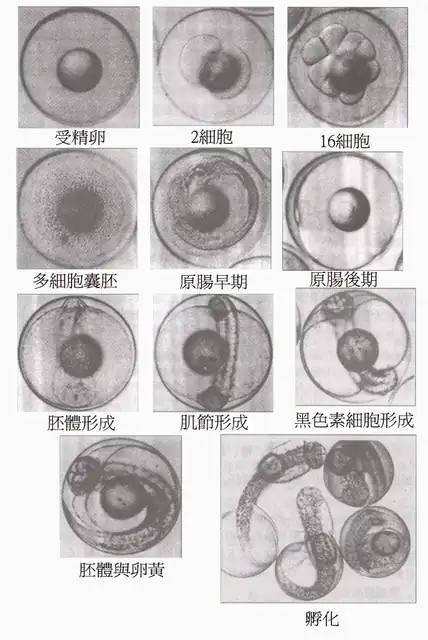 受精卵
2細胞
16細胞
多細胞囊胚
原腸早期
原腸後期
胚體形成
肌節形成
黑色素細胞形成
胚體與卵黃
孵化